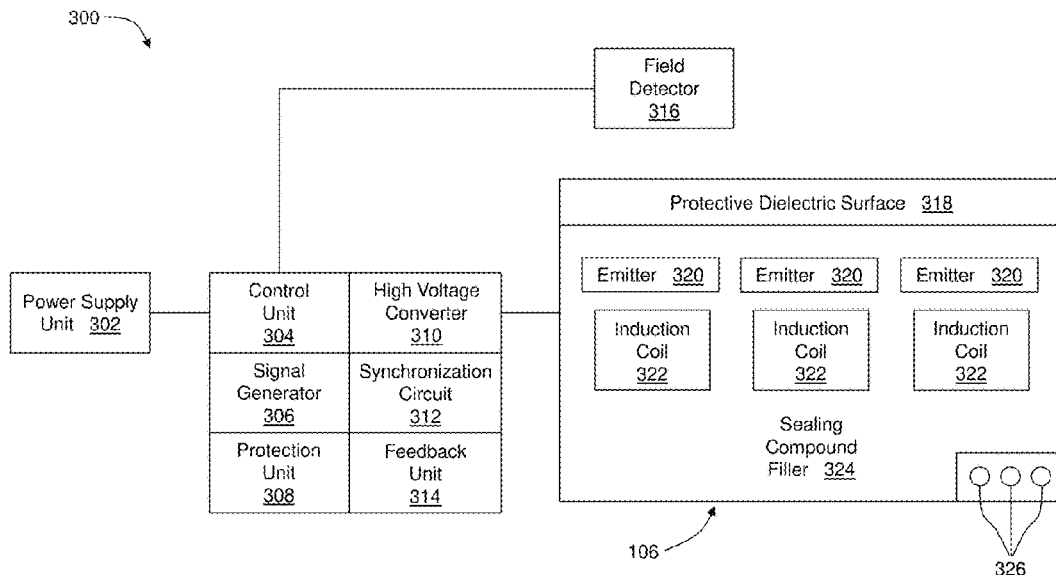 300
Field
Detector
316
Protective Dielectric Surface 318
Emitter 320
Emitter 320
Emitter 320
Power Supply
Unit 302
Control
Unit
304
High Voltage
Converter
310
Induction
Coil
322
Induction
Coil
322
Induction
Coil
322
Signal
Generator
306
Synchronization
Circuit
312
Sealing
Compound
Filler 324
Protection
Unit
308
Feedback
Unit
314
106
326